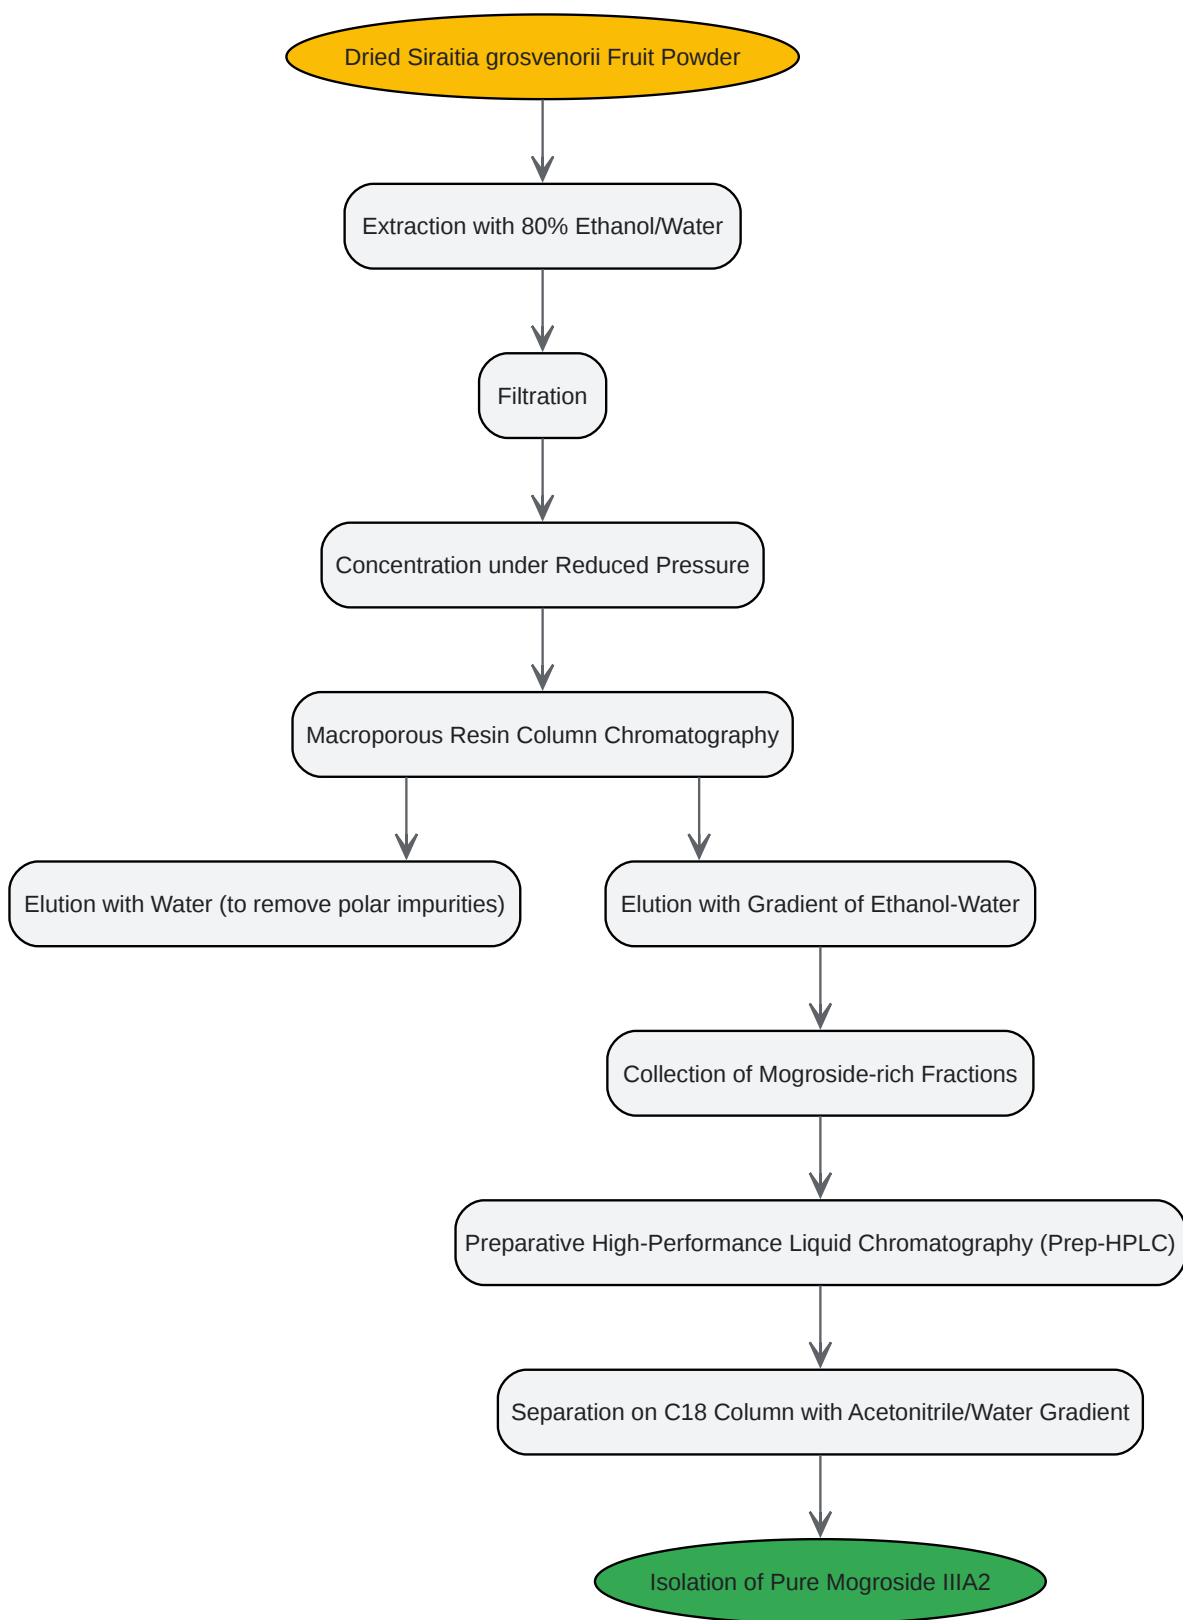 Dried Siraitia grosvenorii Fruit Powder
Extraction with 80% Ethanol/Water
Filtration
Concentration under Reduced Pressure
Macroporous Resin Column Chromatography
Elution with Water (to remove polar impurities)
Elution with Gradient of Ethanol-Water
Collection of Mogroside-rich Fractions
Preparative High-Performance Liquid Chromatography (Prep-HPLC)
Separation on C18 Column with Acetonitrile/Water Gradient
Isolation of Pure Mogroside IIIA2